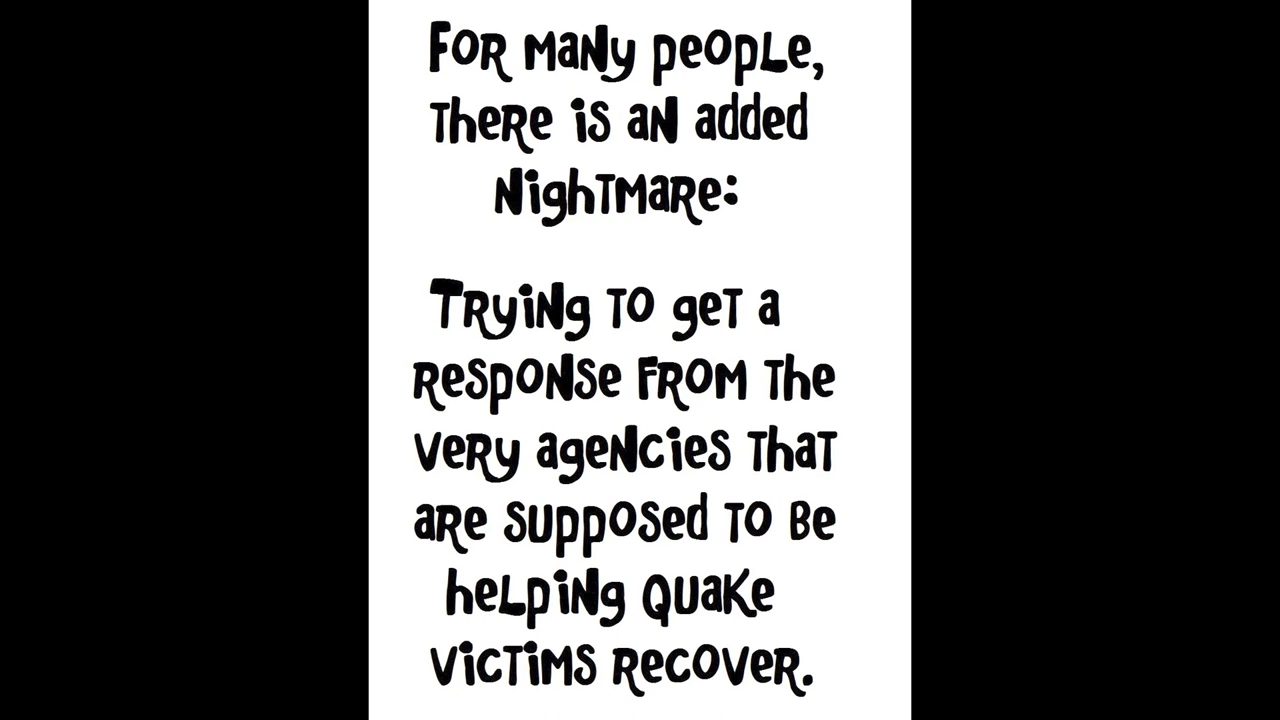 For many people,
there is an added
nightmare:
Trying to get a
response from the
very agencies that
are supposed to be
helping quake
victims recover.